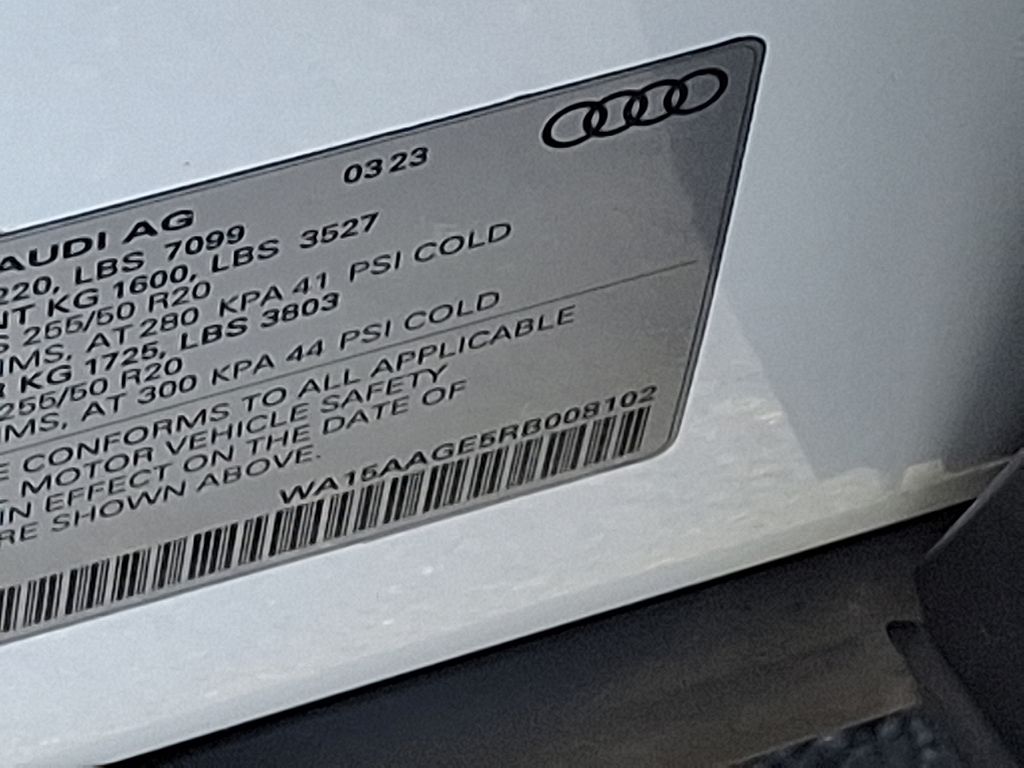 0323
AUDI AG
220, LBS 7099
NT KG 1600, LBS 3527
S 255/50 R20
IMS, AT 280 KPA 41 PSI COLD
R KG 1725, LBS 3803
255/50 R20
IMS, AT 300 KPA 44 PSI COLD
E CONFORMS TO ALL APPLICABLE
L MOTOR VEHICLE SAFETY
IN EFFECT ON THE DATE OF
RE SHOWN ABOVE.
WA15AAGE5RB008102